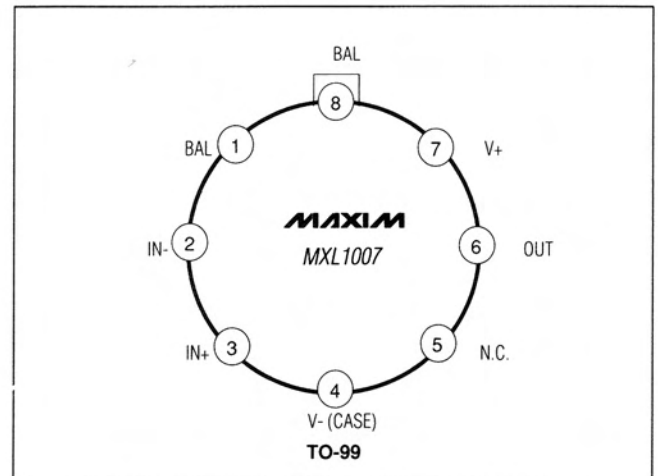 BAL
8
BAL 1
7 V+
MAXIM
MXL1007
IN- 2
6 OUT
IN+ 3
5 N.C.
4
V- (CASE)
TO-99